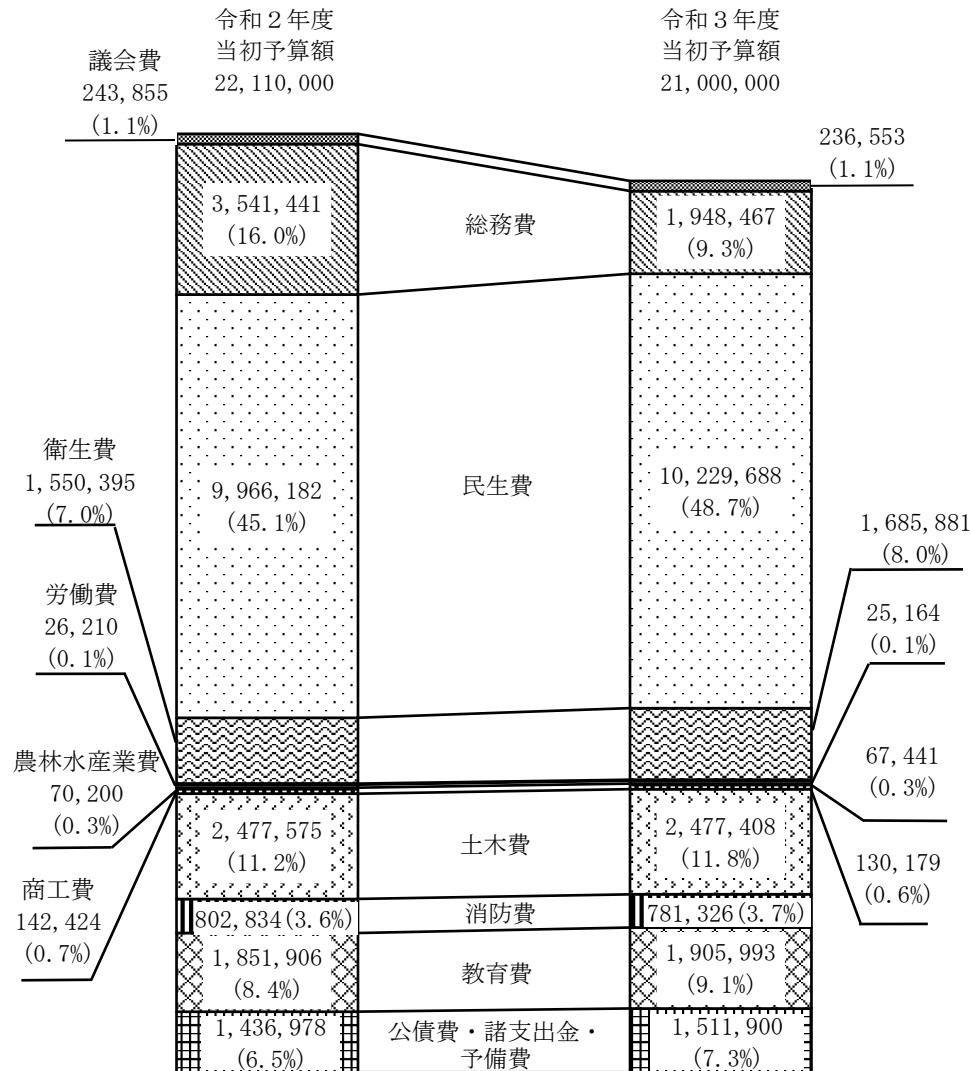 令和２年度
当初予算額
22,110,000
令和３年度
当初予算額
21,000,000
議会費
243,855
(1.1%)
236,553
(1.1%)
3,541,441
(16.0%)
総務費
1,948,467
(9.3%)
衛生費
1,550,395
(7.0%)
9,966,182
(45.1%)
民生費
10,229,688
(48.7%)
1,685,881
(8.0%)
労働費
26,210
(0.1%)
25,164
(0.1%)
農林水産業費
70,200
(0.3%)
67,441
(0.3%)
2,477,575
(11.2%)
土木費
2,477,408
(11.8%)
商工費
142,424
(0.7%)
130,179
(0.6%)
802,834(3.6%)
消防費
781,326(3.7%)
1,851,906
(8.4%)
教育費
1,905,993
(9.1%)
1,436,978
(6.5%)
公債費・諸支出金・
予備費
1,511,900
(7.3%)